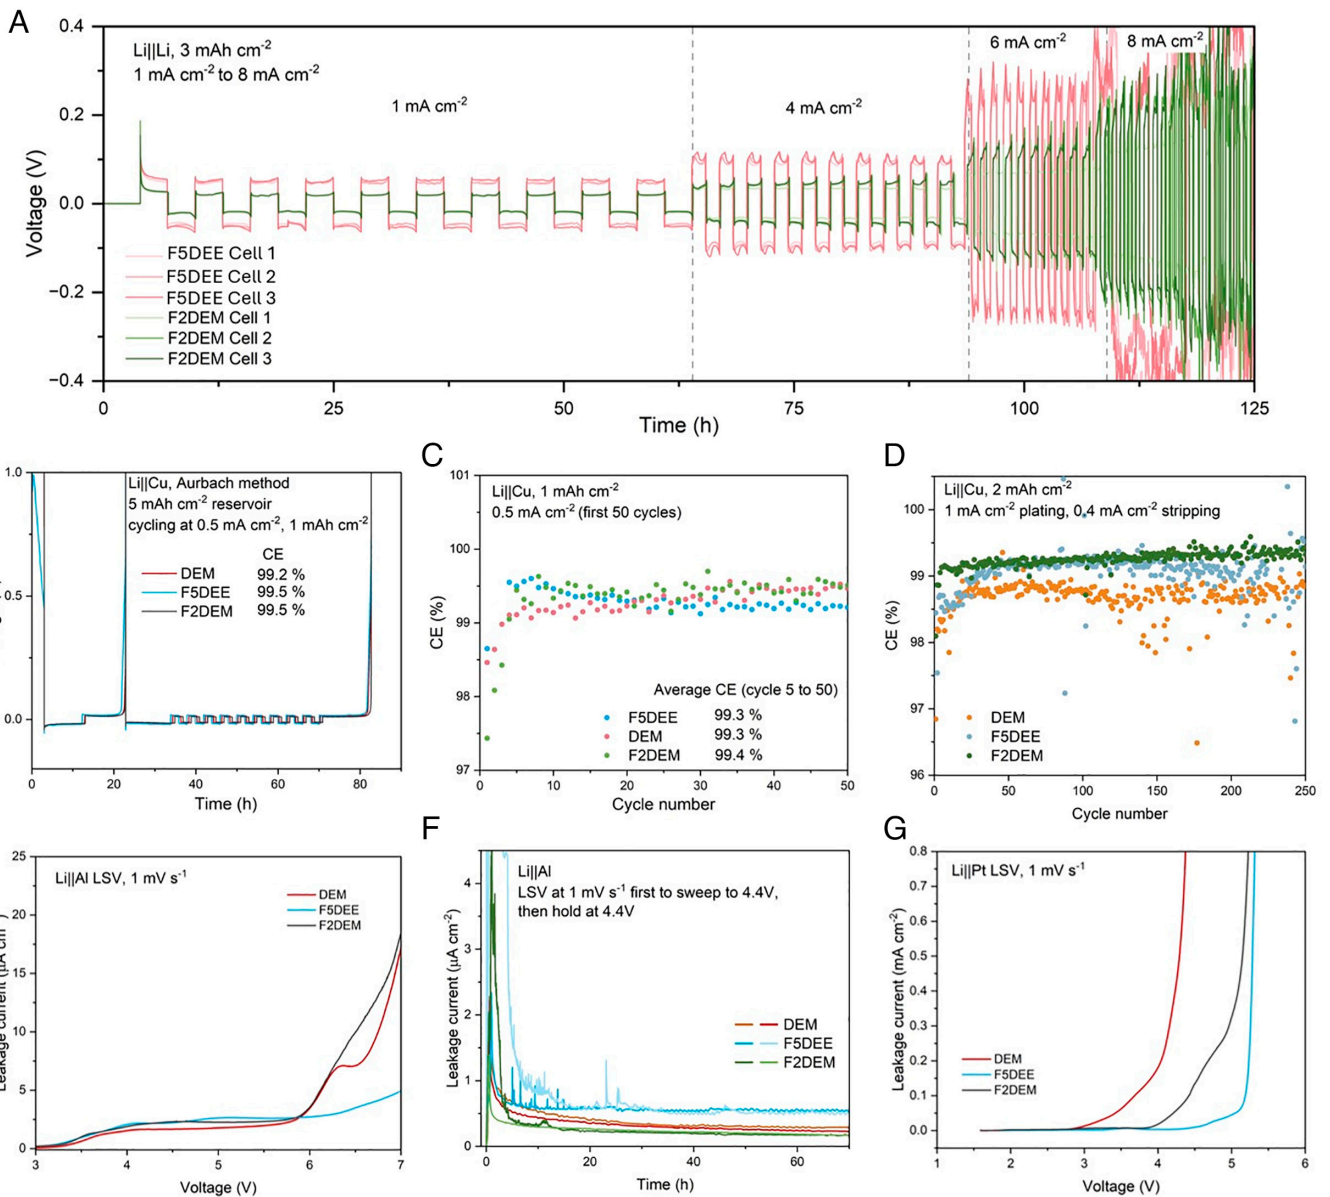 A
Li||Li, 3 mAh cm-2
1 mA cm-2 to 8 mA cm-2
1 mA cm-2
4 mA cm-2
6 mA cm-2
8 mA cm-2
0.4
0.2
0.0
−0.2
−0.4
Voltage (V)
F5DEE Cell 1
F5DEE Cell 2
F5DEE Cell 3
F2DEM Cell 1
F2DEM Cell 2
F2DEM Cell 3
0 25 50 75 100 125
Time (h)
1.0
0.5
0.0
Li||Cu, Aurbach method
5 mAh cm-2 reservoir
cycling at 0.5 mA cm-2, 1 mAh cm-2
CE
DEM 99.2 %
F5DEE 99.5 %
F2DEM 99.5 %
0 20 40 60 80
Time (h)
C
101
100
99
98
97
CE (%)
Li||Cu, 1 mAh cm-2
0.5 mA cm-2 (first 50 cycles)
Average CE (cycle 5 to 50)
F5DEE 99.3 %
DEM 99.3 %
F2DEM 99.4 %
0 10 20 30 40 50
Cycle number
D
100
99
98
97
96
CE (%)
Li||Cu, 2 mAh cm-2
1 mA cm-2 plating, 0.4 mA cm-2 stripping
DEM
F5DEE
F2DEM
0 50 100 150 200 250
Cycle number
25
20
15
10
5
0
Leakage current (μA cm-2)
Li||Al LSV, 1 mV s-1
DEM
F5DEE
F2DEM
3 4 5 6 7
Voltage (V)
F
4
3
2
1
0
Leakage current (μA cm-2)
Li||Al
LSV at 1 mV s-1 first to sweep to 4.4V,
then hold at 4.4V
DEM
F5DEE
F2DEM
0 20 40 60
Time (h)
G
0.8
0.7
0.6
0.5
0.4
0.3
0.2
0.1
0.0
Leakage current (mA cm-2)
Li||Pt LSV, 1 mV s-1
DEM
F5DEE
F2DEM
1 2 3 4 5 6
Voltage (V)